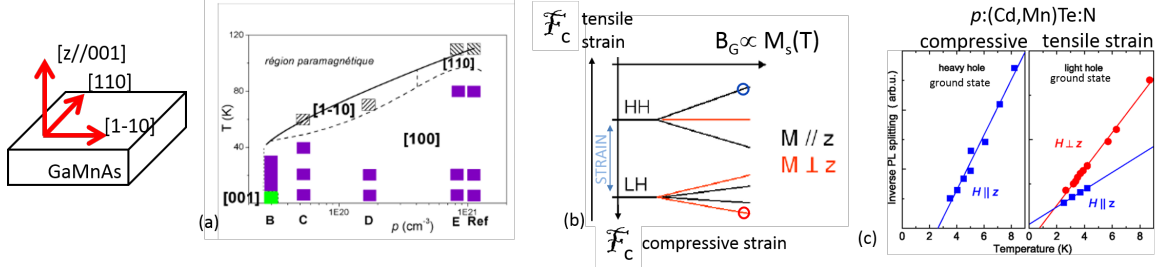 [z//001]
[110]
[1-10]
GaMnAs
(a)
120
80
40
0
T (K)
région paramagnétique
[110]
[1-10]
[100]
[001]
1E20
1E21
B C D E Ref
p (cm⁻³)
ℱc tensile
strain
B_G∝ M_s(T)
HH
STRAIN
LH
M // z
M ⊥ z
(b)
ℱc compressive strain
p:(Cd,Mn)Te:N
compressive tensile strain
heavy hole
ground state
light hole
ground state
Inverse PL splitting ( arb.u.)
H ⊥ z
H || z
H || z
0 2 4 6 8 0 2 4 6 8
Temperature (K)
(c)